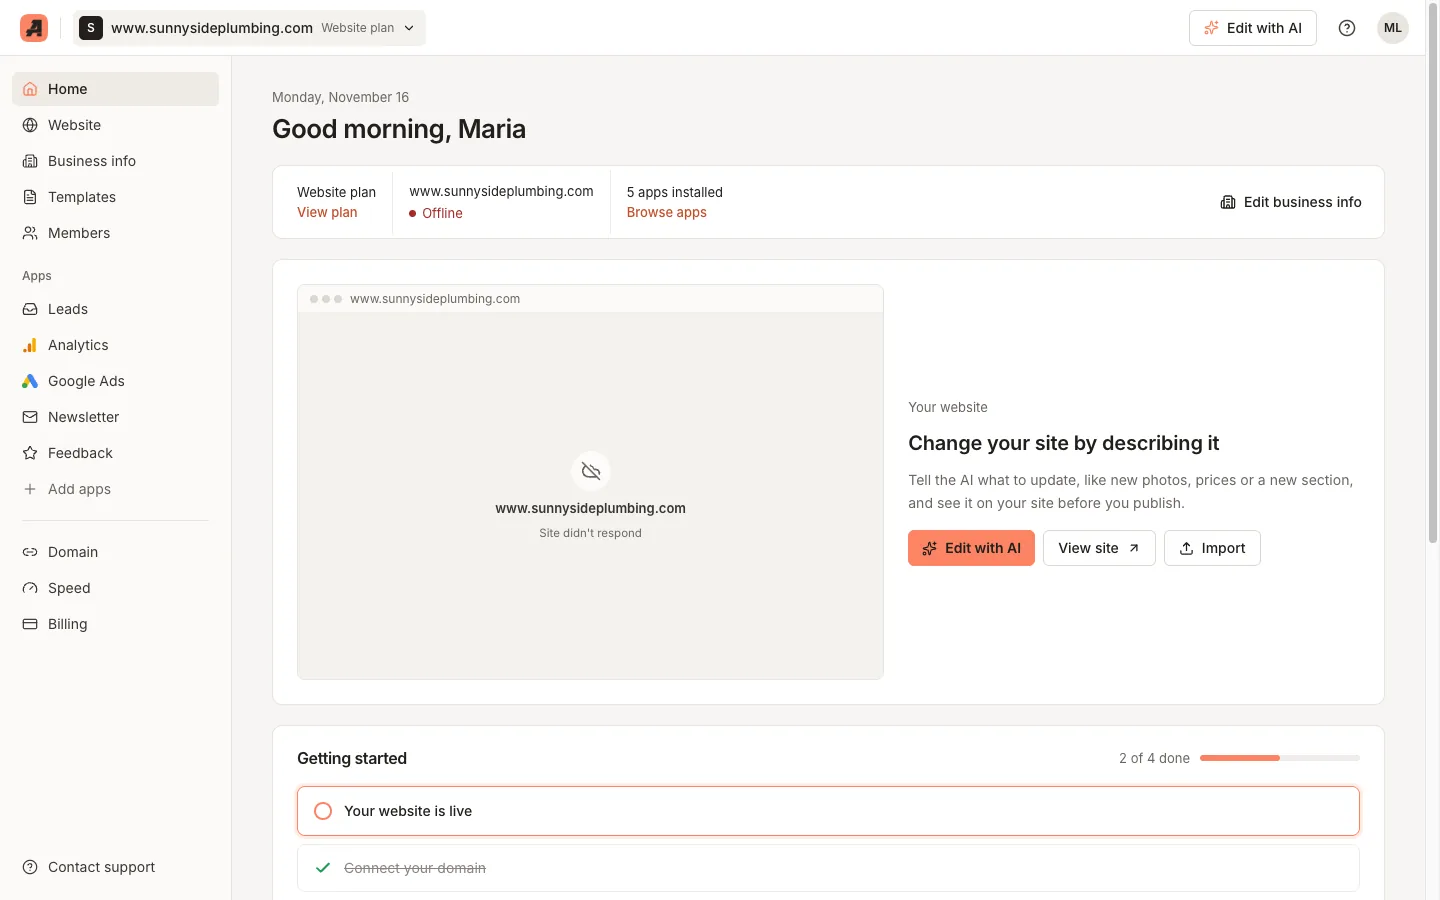 S www.sunnysideplumbing.com Website plan
Edit with AI
ML
Home
Website
Business info
Templates
Members
Apps
Leads
Analytics
Google Ads
Newsletter
Feedback
Add apps
Domain
Speed
Billing
Contact support
Monday, November 16
Good morning, Maria
Website plan
View plan
www.sunnysideplumbing.com
Offline
5 apps installed
Browse apps
Edit business info
www.sunnysideplumbing.com
www.sunnysideplumbing.com
Site didn't respond
Your website
Change your site by describing it
Tell the AI what to update, like new photos, prices or a new section,
and see it on your site before you publish.
Edit with AI
View site
Import
Getting started
2 of 4 done
Your website is live
Connect your domain